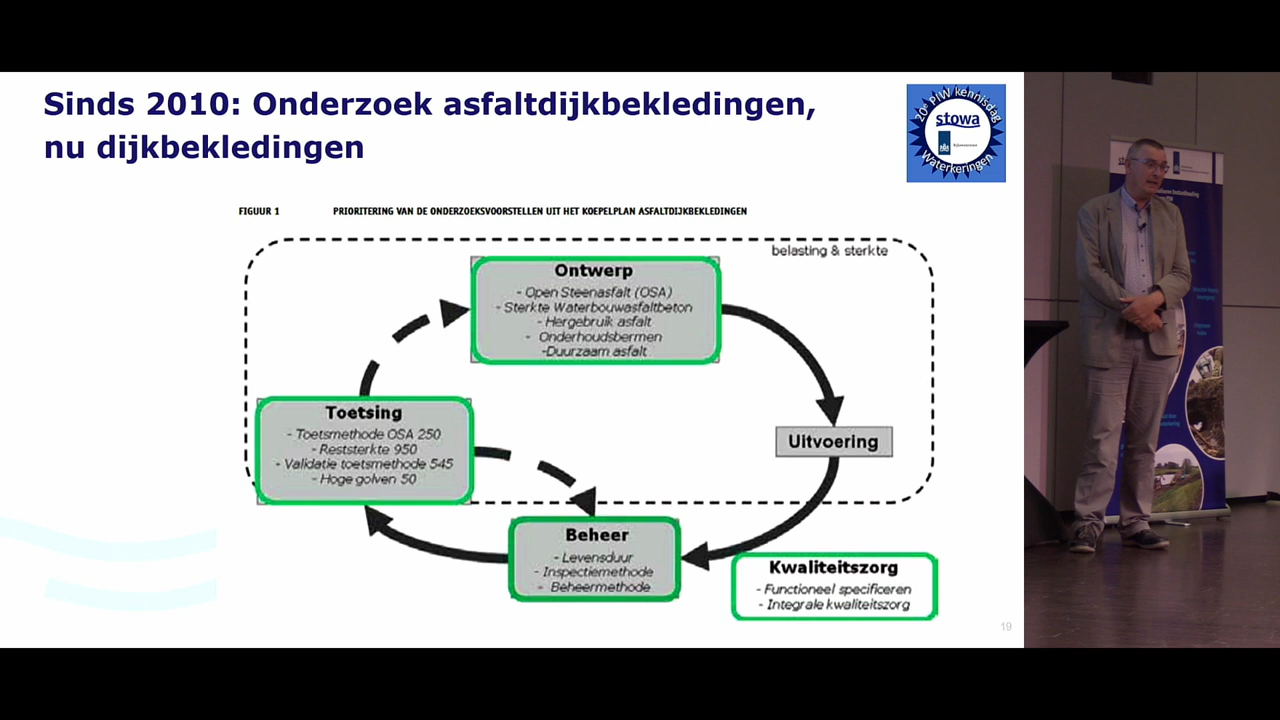 Sinds 2010: Onderzoek asfaltdijkbekledingen,
nu dijkbekledingen
20e PIW kennisdag
stowa
Rijkswaterstaat
Waterkeringen
FIGUUR 1 PRIORITERING VAN DE ONDERZOEKSVOORSTELLEN UIT HET KOEPELPLAN ASFALTDIJKBEKLEDINGEN
belasting & sterkte
Ontwerp
- Open Steenasfalt (OSA)
- Sterkte Waterbouwasfaltbeton
- Hergebruik asfalt
- Onderhoudsbermen
-Duurzaam asfalt
Toetsing
- Toetsmethode OSA 250
- Reststerkte 950
- Validatie toetsmethode 545
- Hoge golven 50
Uitvoering
Beheer
- Levensduur
- Inspectiemethode
- Beheermethode
Kwaliteitszorg
- Functioneel specificeren
- Integrale kwaliteitszorg
19